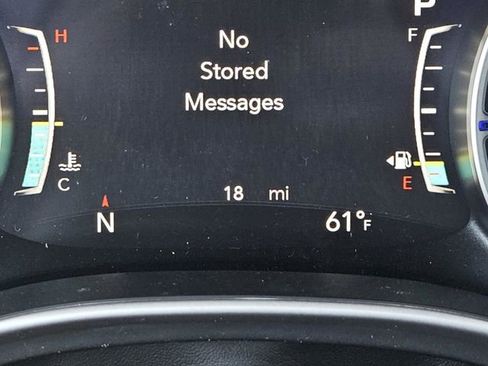 P
H
F
No
Stored
Messages
C
E
18 mi
N
61°F